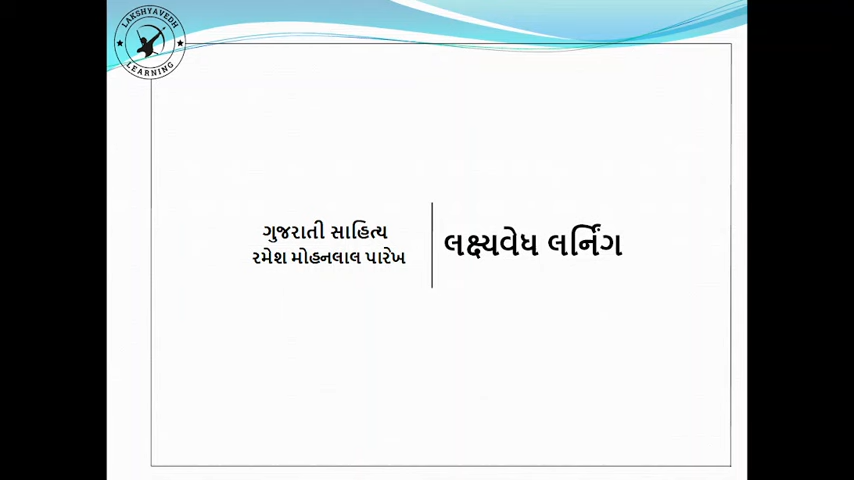 LAKSHYAVEDH
LEARNING
ગુજરાતી સાહિત્ય
રમેશ મોહનલાલ પારેખ
લક્ષ્યવેધ લર્નિંગ